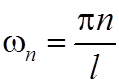 ωₙ = πn / l